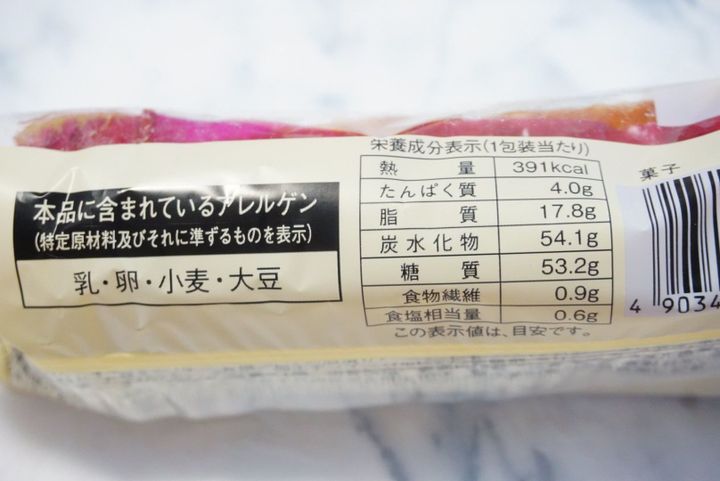 本品に含まれているアレルゲン
(特定原材料及びそれに準ずるものを表示)
乳・卵・小麦・大豆
栄養成分表示(1包装当たり)
熱量 391kcal
たんぱく質 4.0g
脂質 17.8g
炭水化物 54.1g
糖質 53.2g
食物繊維 0.9g
食塩相当量 0.6g
この表示値は、目安です。
菓子
4 9034